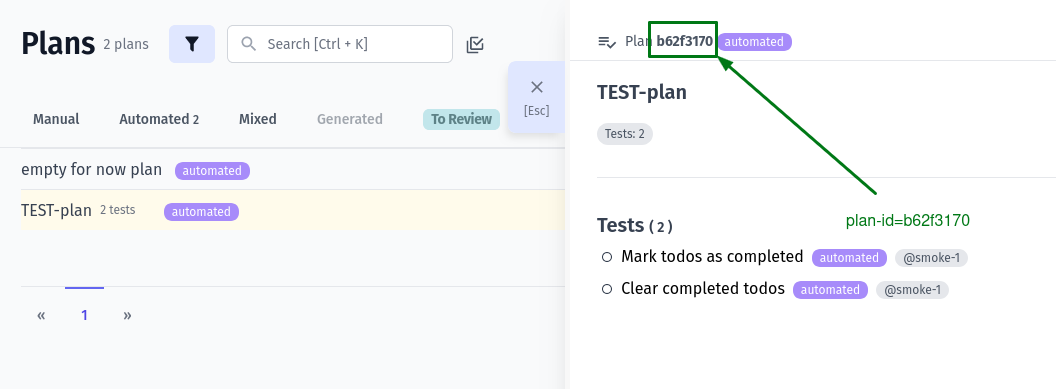 Plans 2 plans
Search [Ctrl + K]
[Esc]
Manual
Automated 2
Mixed
Generated
To Review
empty for now plan automated
TEST-plan 2 tests automated
« 1 »
Plan b62f3170 automated
TEST-plan
Tests: 2
Tests ( 2 )
plan-id=b62f3170
Mark todos as completed automated @smoke-1
Clear completed todos automated @smoke-1